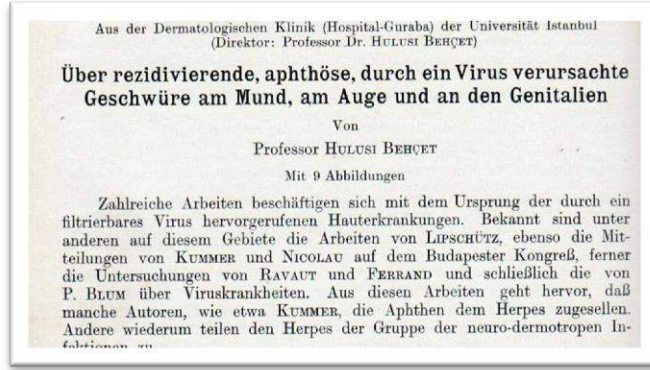 Aus der Dermatologischen Klinik (Hospital-Guraba) der Universität Istanbul
(Direktor: Professor Dr. HULUSI BEHÇET)
Über rezidivierende, aphthöse, durch ein Virus verursachte
Geschwüre am Mund, am Auge und an den Genitalien
Von
Professor HULUSI BEHÇET
Mit 9 Abbildungen
Zahlreiche Arbeiten beschäftigen sich mit dem Ursprung der durch ein
filtrierbares Virus hervorgerufenen Hauterkrankungen. Bekannt sind unter
anderen auf diesem Gebiete die Arbeiten von LIPSCHÜTZ, ebenso die Mit-
teilungen von KUMMER und NICOLAU auf dem Budapester Kongreß, ferner
die Untersuchungen von RAVAUT und FERRAND und schließlich die von
P. BLUM über Viruskrankheiten. Aus diesen Arbeiten geht hervor, daß
manche Autoren, wie etwa KUMMER, die Aphthen dem Herpes zugesellen.
Andere wiederum teilen den Herpes der Gruppe der neuro-dermotropen In-
fektionen zu